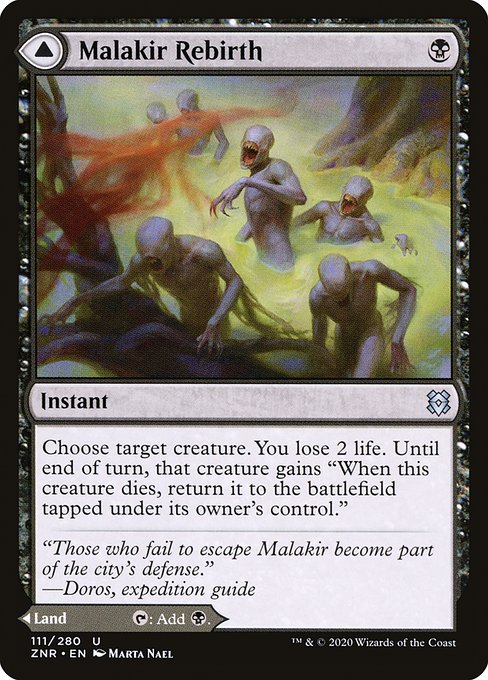 Malakir Rebirth
Instant
Choose target creature. You lose 2 life. Until
end of turn, that creature gains “When this
creature dies, return it to the battlefield
tapped under its owner’s control.”
“Those who fail to escape Malakir become part
of the city’s defense.”
—Doros, expedition guide
Land : Add .
111/280 U
ZNR • EN Marta Nael
™ & © 2020 Wizards of the Coast